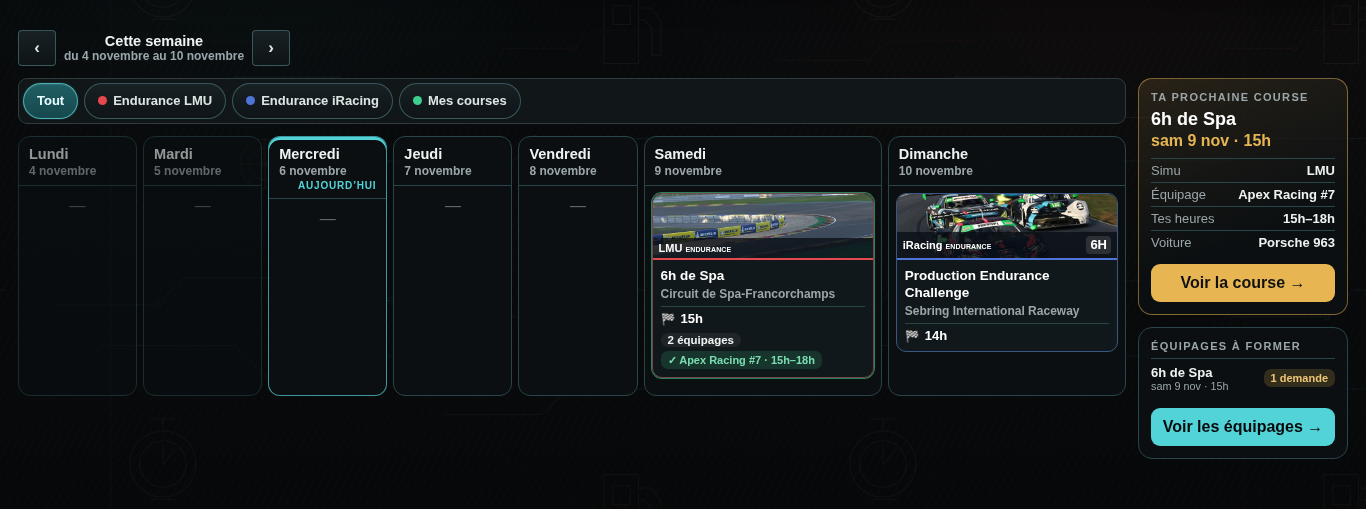 ‹ Cette semaine ›
du 4 novembre au 10 novembre
Tout Endurance LMU Endurance iRacing Mes courses
Lundi
4 novembre
—
Mardi
5 novembre
—
Mercredi
6 novembre
AUJOURD'HUI
—
Jeudi
7 novembre
—
Vendredi
8 novembre
—
Samedi
9 novembre
LMU ENDURANCE
6h de Spa
Circuit de Spa-Francorchamps
15h
2 équipages
✓ Apex Racing #7 · 15h–18h
Dimanche
10 novembre
iRacing ENDURANCE 6H
Production Endurance
Challenge
Sebring International Raceway
14h
TA PROCHAINE COURSE
6h de Spa
sam 9 nov · 15h
Simu LMU
Équipage Apex Racing #7
Tes heures 15h–18h
Voiture Porsche 963
Voir la course →
ÉQUIPAGES À FORMER
6h de Spa
sam 9 nov · 15h
1 demande
Voir les équipages →